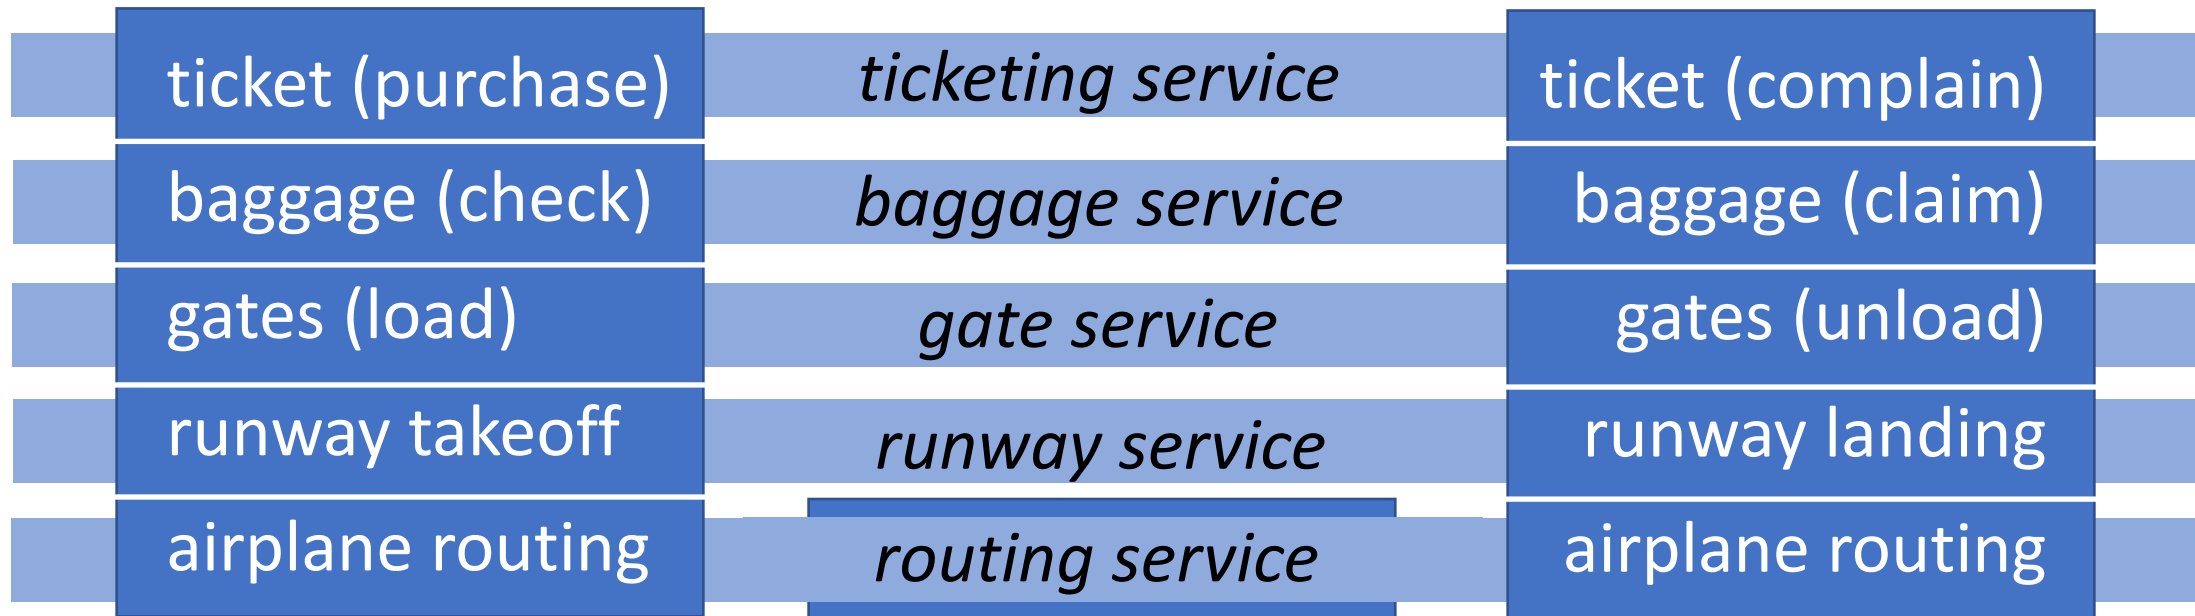 ticket (purchase) ticketing service ticket (complain)
baggage (check) baggage service baggage (claim)
gates (load) gate service gates (unload)
runway takeoff runway service runway landing
airplane routing routing service airplane routing